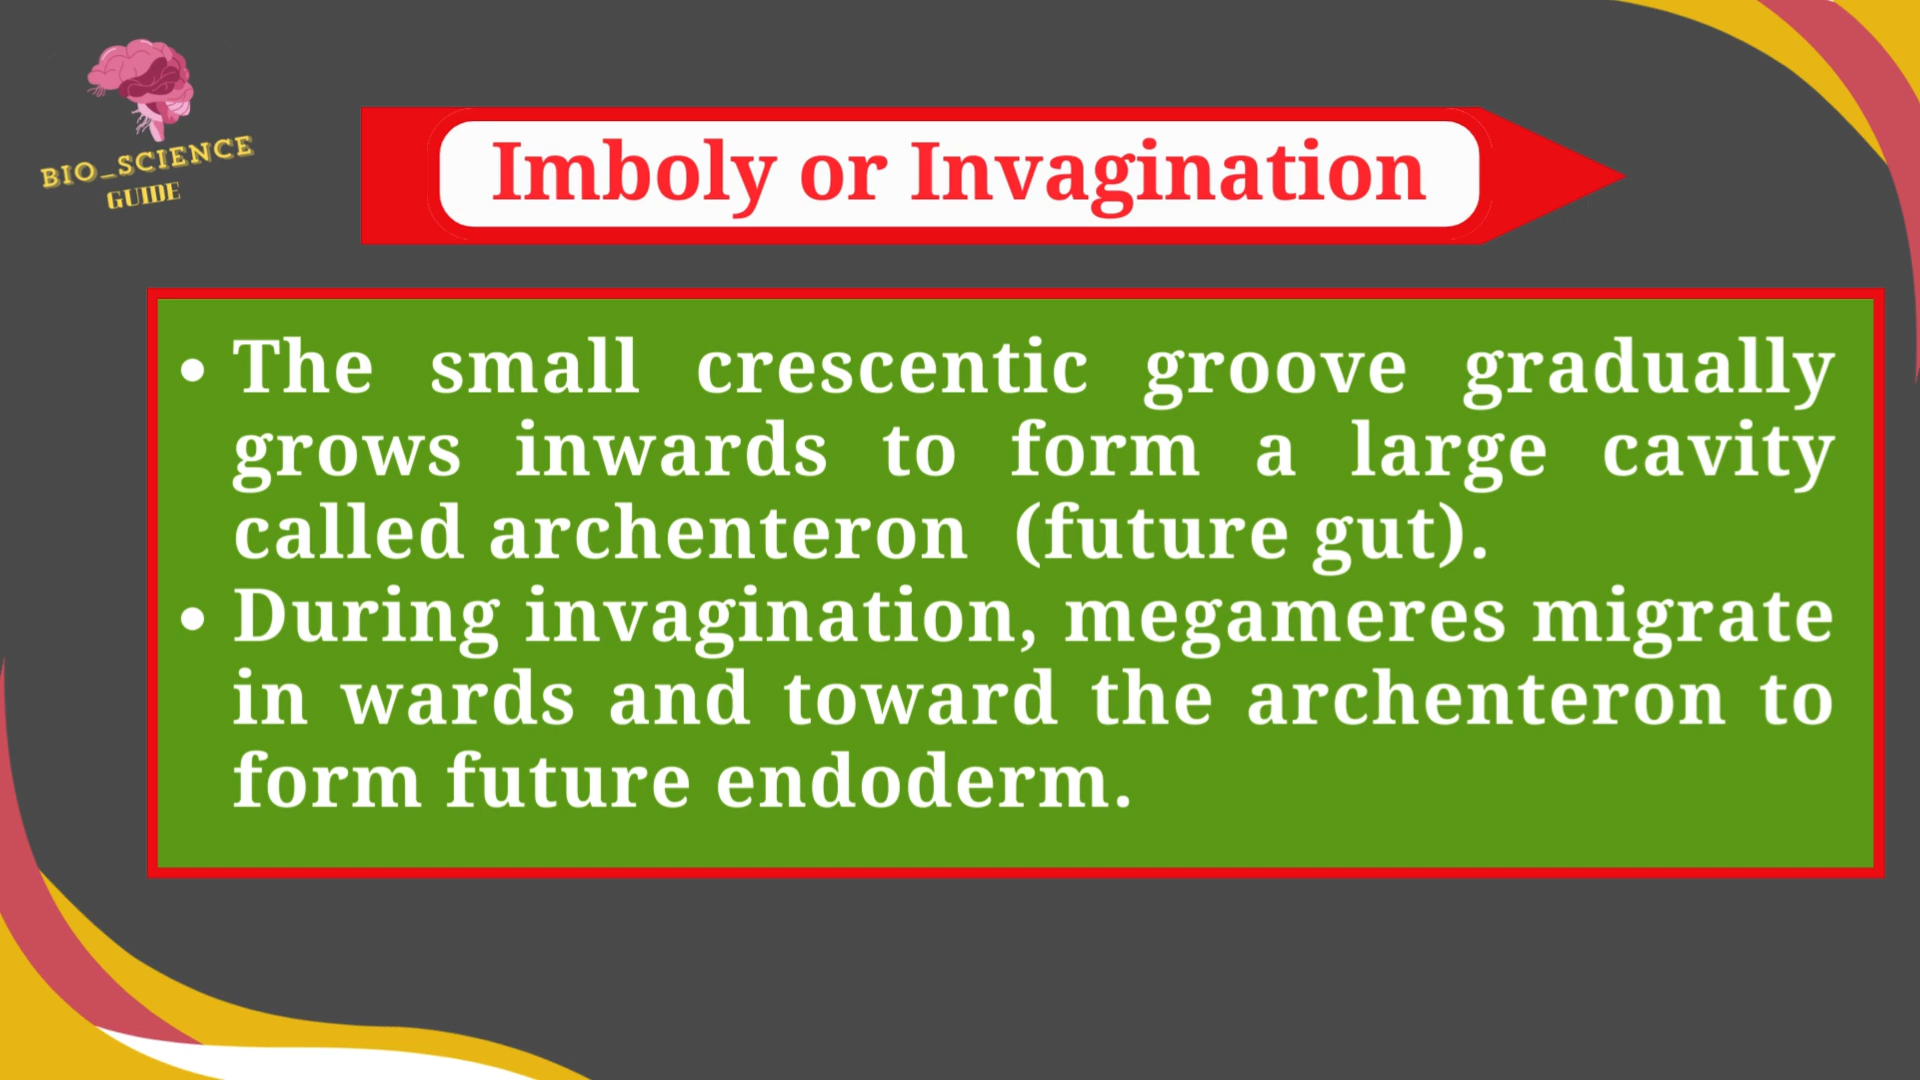 BIO_SCIENCE
GUIDE
Imboly or Invagination
• The small crescentic groove gradually
grows inwards to form a large cavity
called archenteron (future gut).
• During invagination, megameres migrate
in wards and toward the archenteron to
form future endoderm.